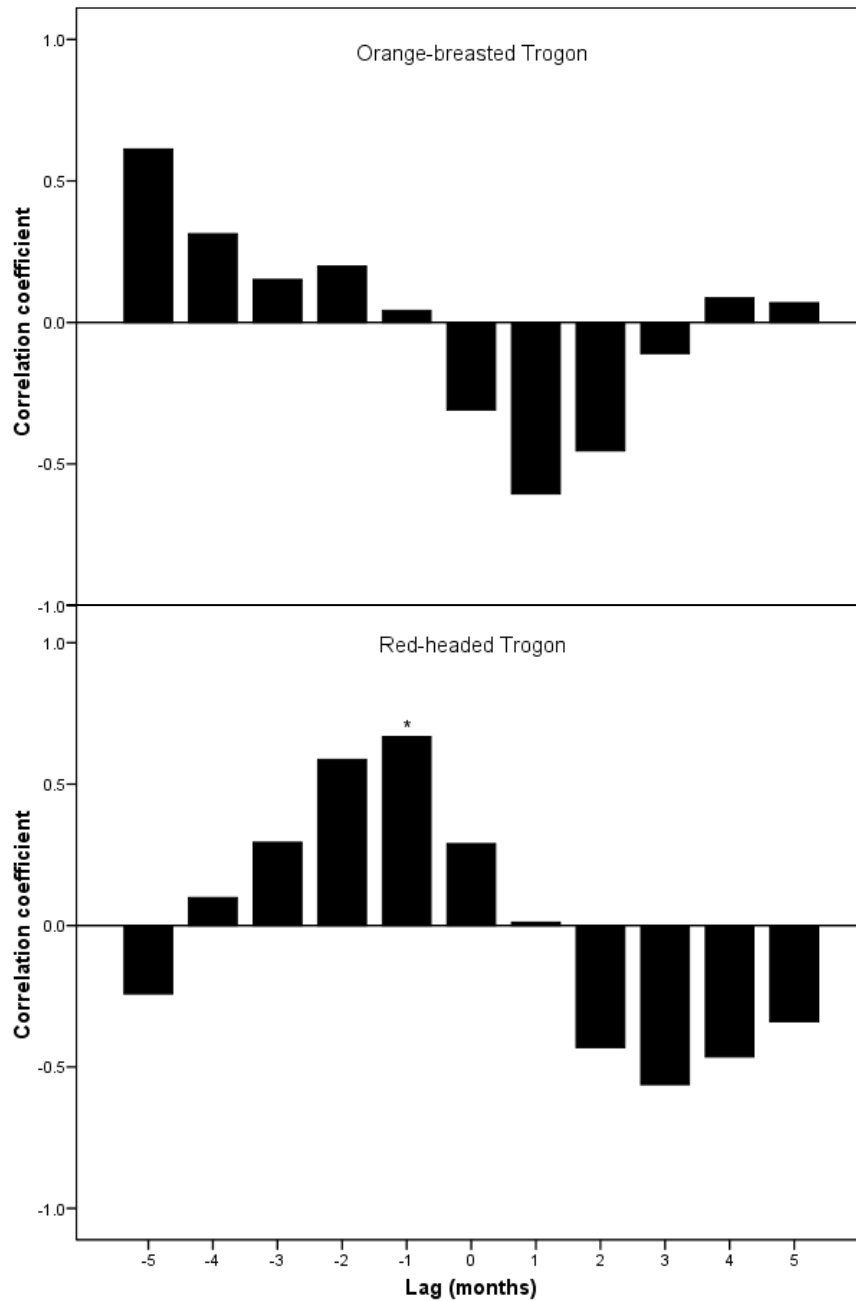 Orange-breasted Trogon
1.0
0.5
0.0
-0.5
-1.0
Correlation coefficient
Red-headed Trogon
*
1.0
0.5
0.0
-0.5
-1.0
Correlation coefficient
-5 -4 -3 -2 -1 0 1 2 3 4 5
Lag (months)